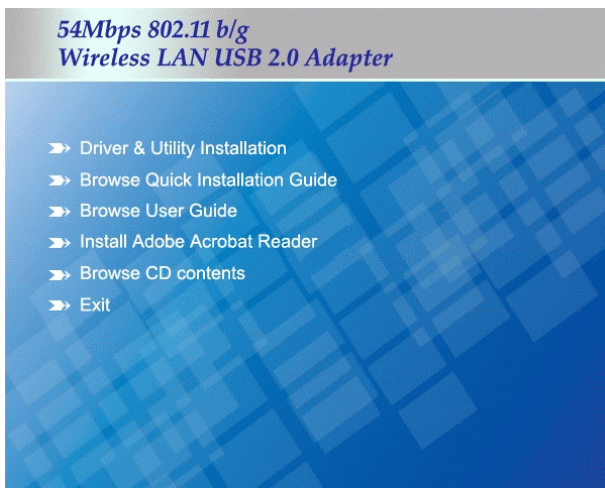 54Mbps 802.11 b/g
Wireless LAN USB 2.0 Adapter
Driver & Utility Installation
Browse Quick Installation Guide
Browse User Guide
Install Adobe Acrobat Reader
Browse CD contents
Exit